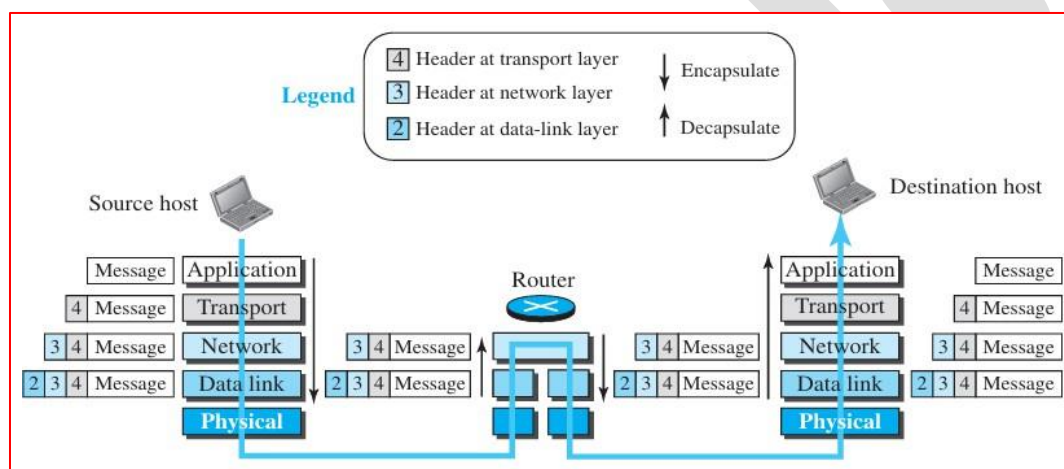 4 Header at transport layer
Encapsulate
Legend
3 Header at network layer
2 Header at data-link layer
Decapsulate
Source host
Destination host
Message Application
Router
Application Message
4 Message Transport
Transport 4 Message
3 4 Message Network
3 4 Message
3 4 Message
Network 3 4 Message
2 3 4 Message Data link
2 3 4 Message
2 3 4 Message
Data link 2 3 4 Message
Physical
Physical